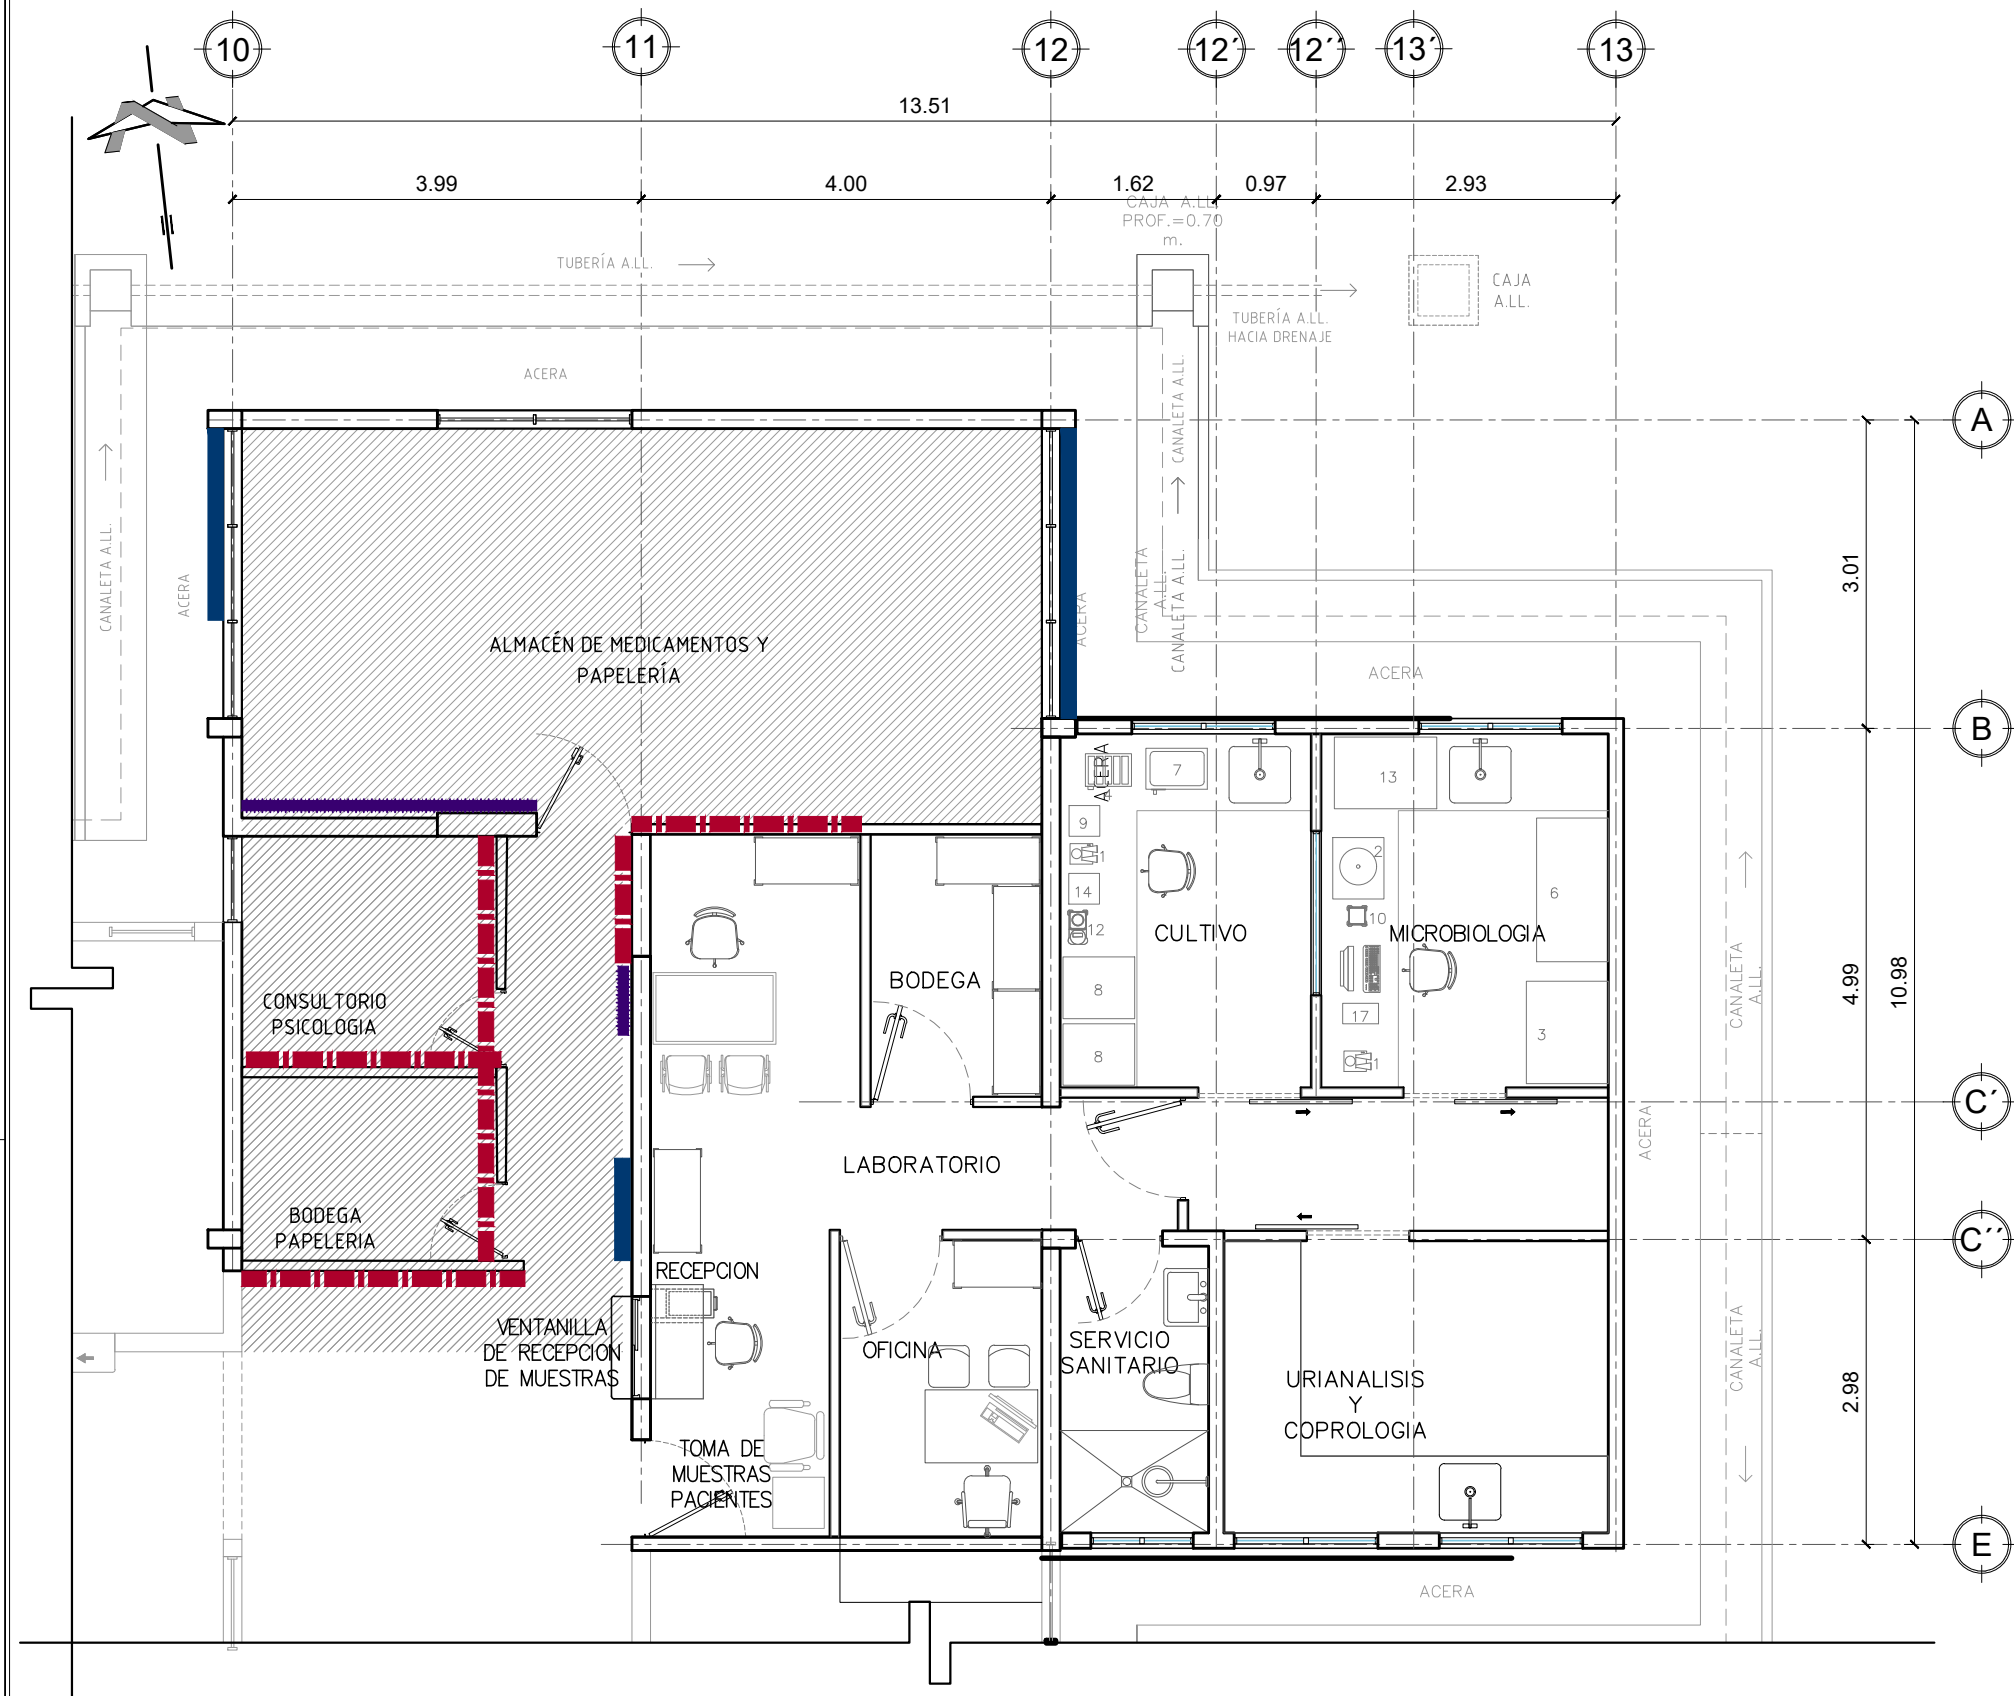 10
11
12
12´
12´´
13´
13
13.51
3.99
4.00
1.62
0.97
2.93
CAJA A.LL.
PROF.=0.70
m.
TUBERÍA A.LL.
CAJA
A.LL.
TUBERÍA A.LL.
HACIA DRENAJE
ACERA
CANALETA A.LL.
A
CANALETA A.LL.
ACERA
CANALETA
A.LL.
CANALETA A.LL.
ACERA
3.01
ALMACÉN DE MEDICAMENTOS Y
PAPELERÍA
ACERA
B
ACERA
4
7
13
9
1
2
14
6
12
10
CULTIVO
MICROBIOLOGIA
BODEGA
8
17
3
8
1
CONSULTORIO
PSICOLOGIA
CANALETA
A.LL.
4.99
10.98
C´
ACERA
LABORATORIO
BODEGA
PAPELERIA
C´´
RECEPCION
VENTANILLA
DE RECEPCION
DE MUESTRAS
OFICINA
SERVICIO
SANITARIO
URIANALISIS
Y
COPROLOGIA
CANALETA
A.LL.
2.98
TOMA DE
MUESTRAS
PACIENTES
E
ACERA